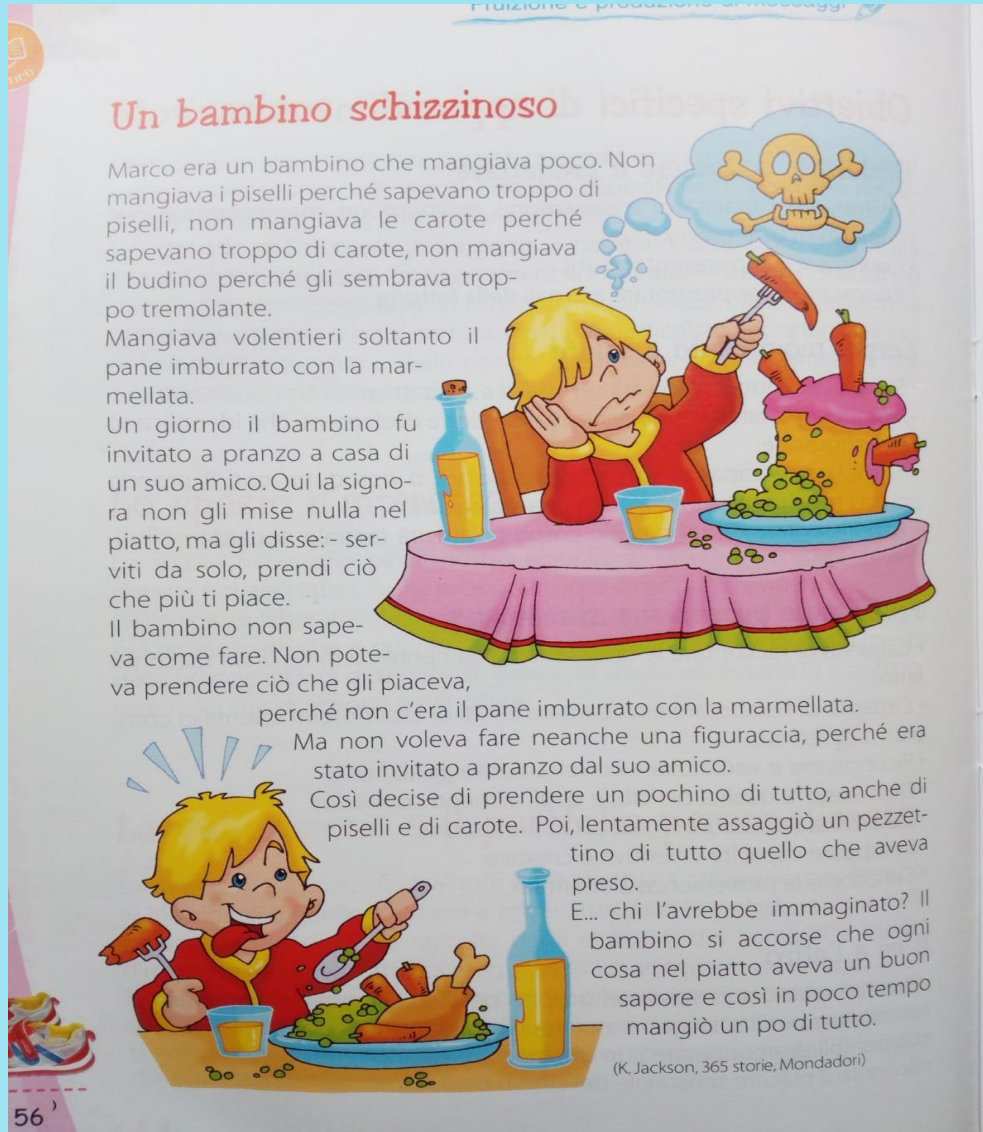 Fruizione e produzione di messaggi
Un bambino schizzinoso
Marco era un bambino che mangiava poco. Non
mangiava i piselli perché sapevano troppo di
piselli, non mangiava le carote perché
sapevano troppo di carote, non mangiava
il budino perché gli sembrava trop-
po tremolante.
Mangiava volentieri soltanto il
pane imburrato con la mar-
mellata.
Un giorno il bambino fu
invitato a pranzo a casa di
un suo amico. Qui la signo-
ra non gli mise nulla nel
piatto, ma gli disse: - ser-
viti da solo, prendi ciò
che più ti piace.
Il bambino non sape-
va come fare. Non pote-
va prendere ciò che gli piaceva,
perché non c'era il pane imburrato con la marmellata.
Ma non voleva fare neanche una figuraccia, perché era
stato invitato a pranzo dal suo amico.
Così decise di prendere un pochino di tutto, anche di
piselli e di carote. Poi, lentamente assaggiò un pezzet-
tino di tutto quello che aveva
preso.
E... chi l'avrebbe immaginato? Il
bambino si accorse che ogni
cosa nel piatto aveva un buon
sapore e così in poco tempo
mangiò un po di tutto.
(K. Jackson, 365 storie, Mondadori)
56